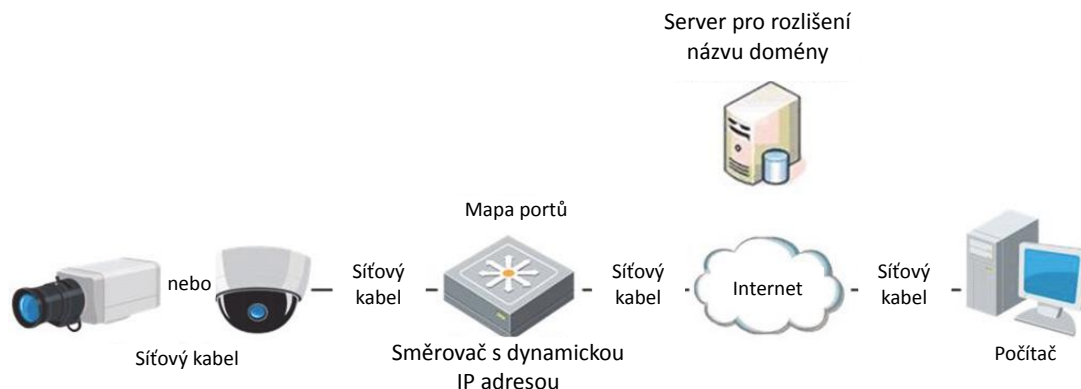 Server pro rozlišení
názvu domény
Mapa portů
nebo
Síťový
kabel
Síťový
kabel
Internet
Síťový
kabel
Síťový kabel
Směrovač s dynamickou
IP adresou
Počítač